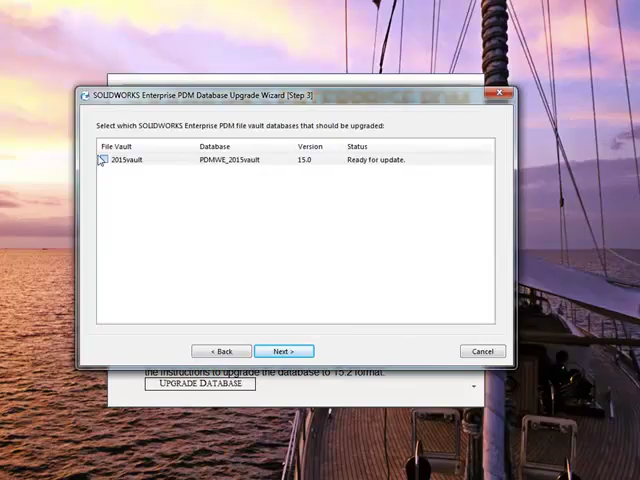 SOLIDWORKS Enterprise PDM Database Upgrade Wizard [Step 3]
Select which SOLIDWORKS Enterprise PDM file vault databases that should be upgraded:
File Vault Database Version Status
2015vault PDMWE_2015vault 15.0 Ready for update.
< Back Next > Cancel
the instructions to upgrade the database to 15.2 format.
UPGRADE DATABASE